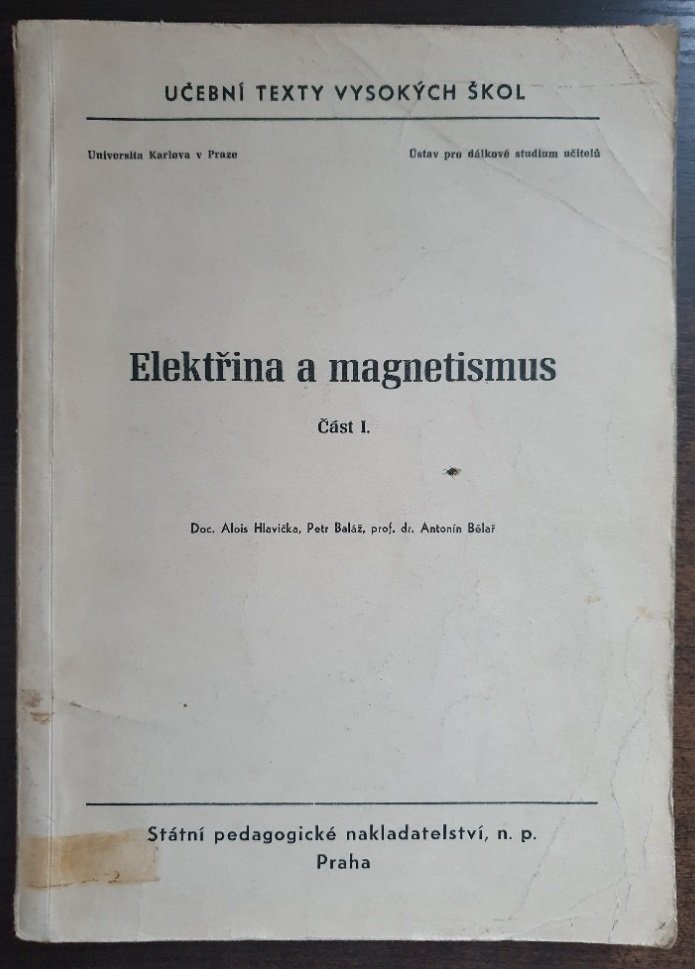 UČEBNÍ TEXTY VYSOKÝCH ŠKOL
Universita Karlova v Praze
Ústav pro dálkové studium učitelů
Elektřina a magnetismus
Část I.
Doc. Alois Hlavička, Petr Baláž, prof. dr. Antonín Bělař
Státní pedagogické nakladatelství, n. p.
Praha